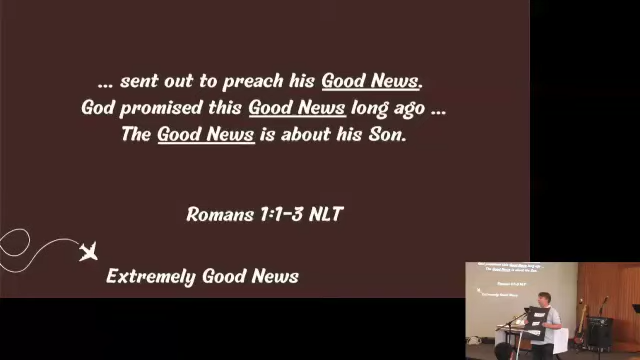 ... sent out to preach his Good News.
God promised this Good News long ago ...
The Good News is about his Son.
Romans 1:1-3 NLT
Extremely Good News